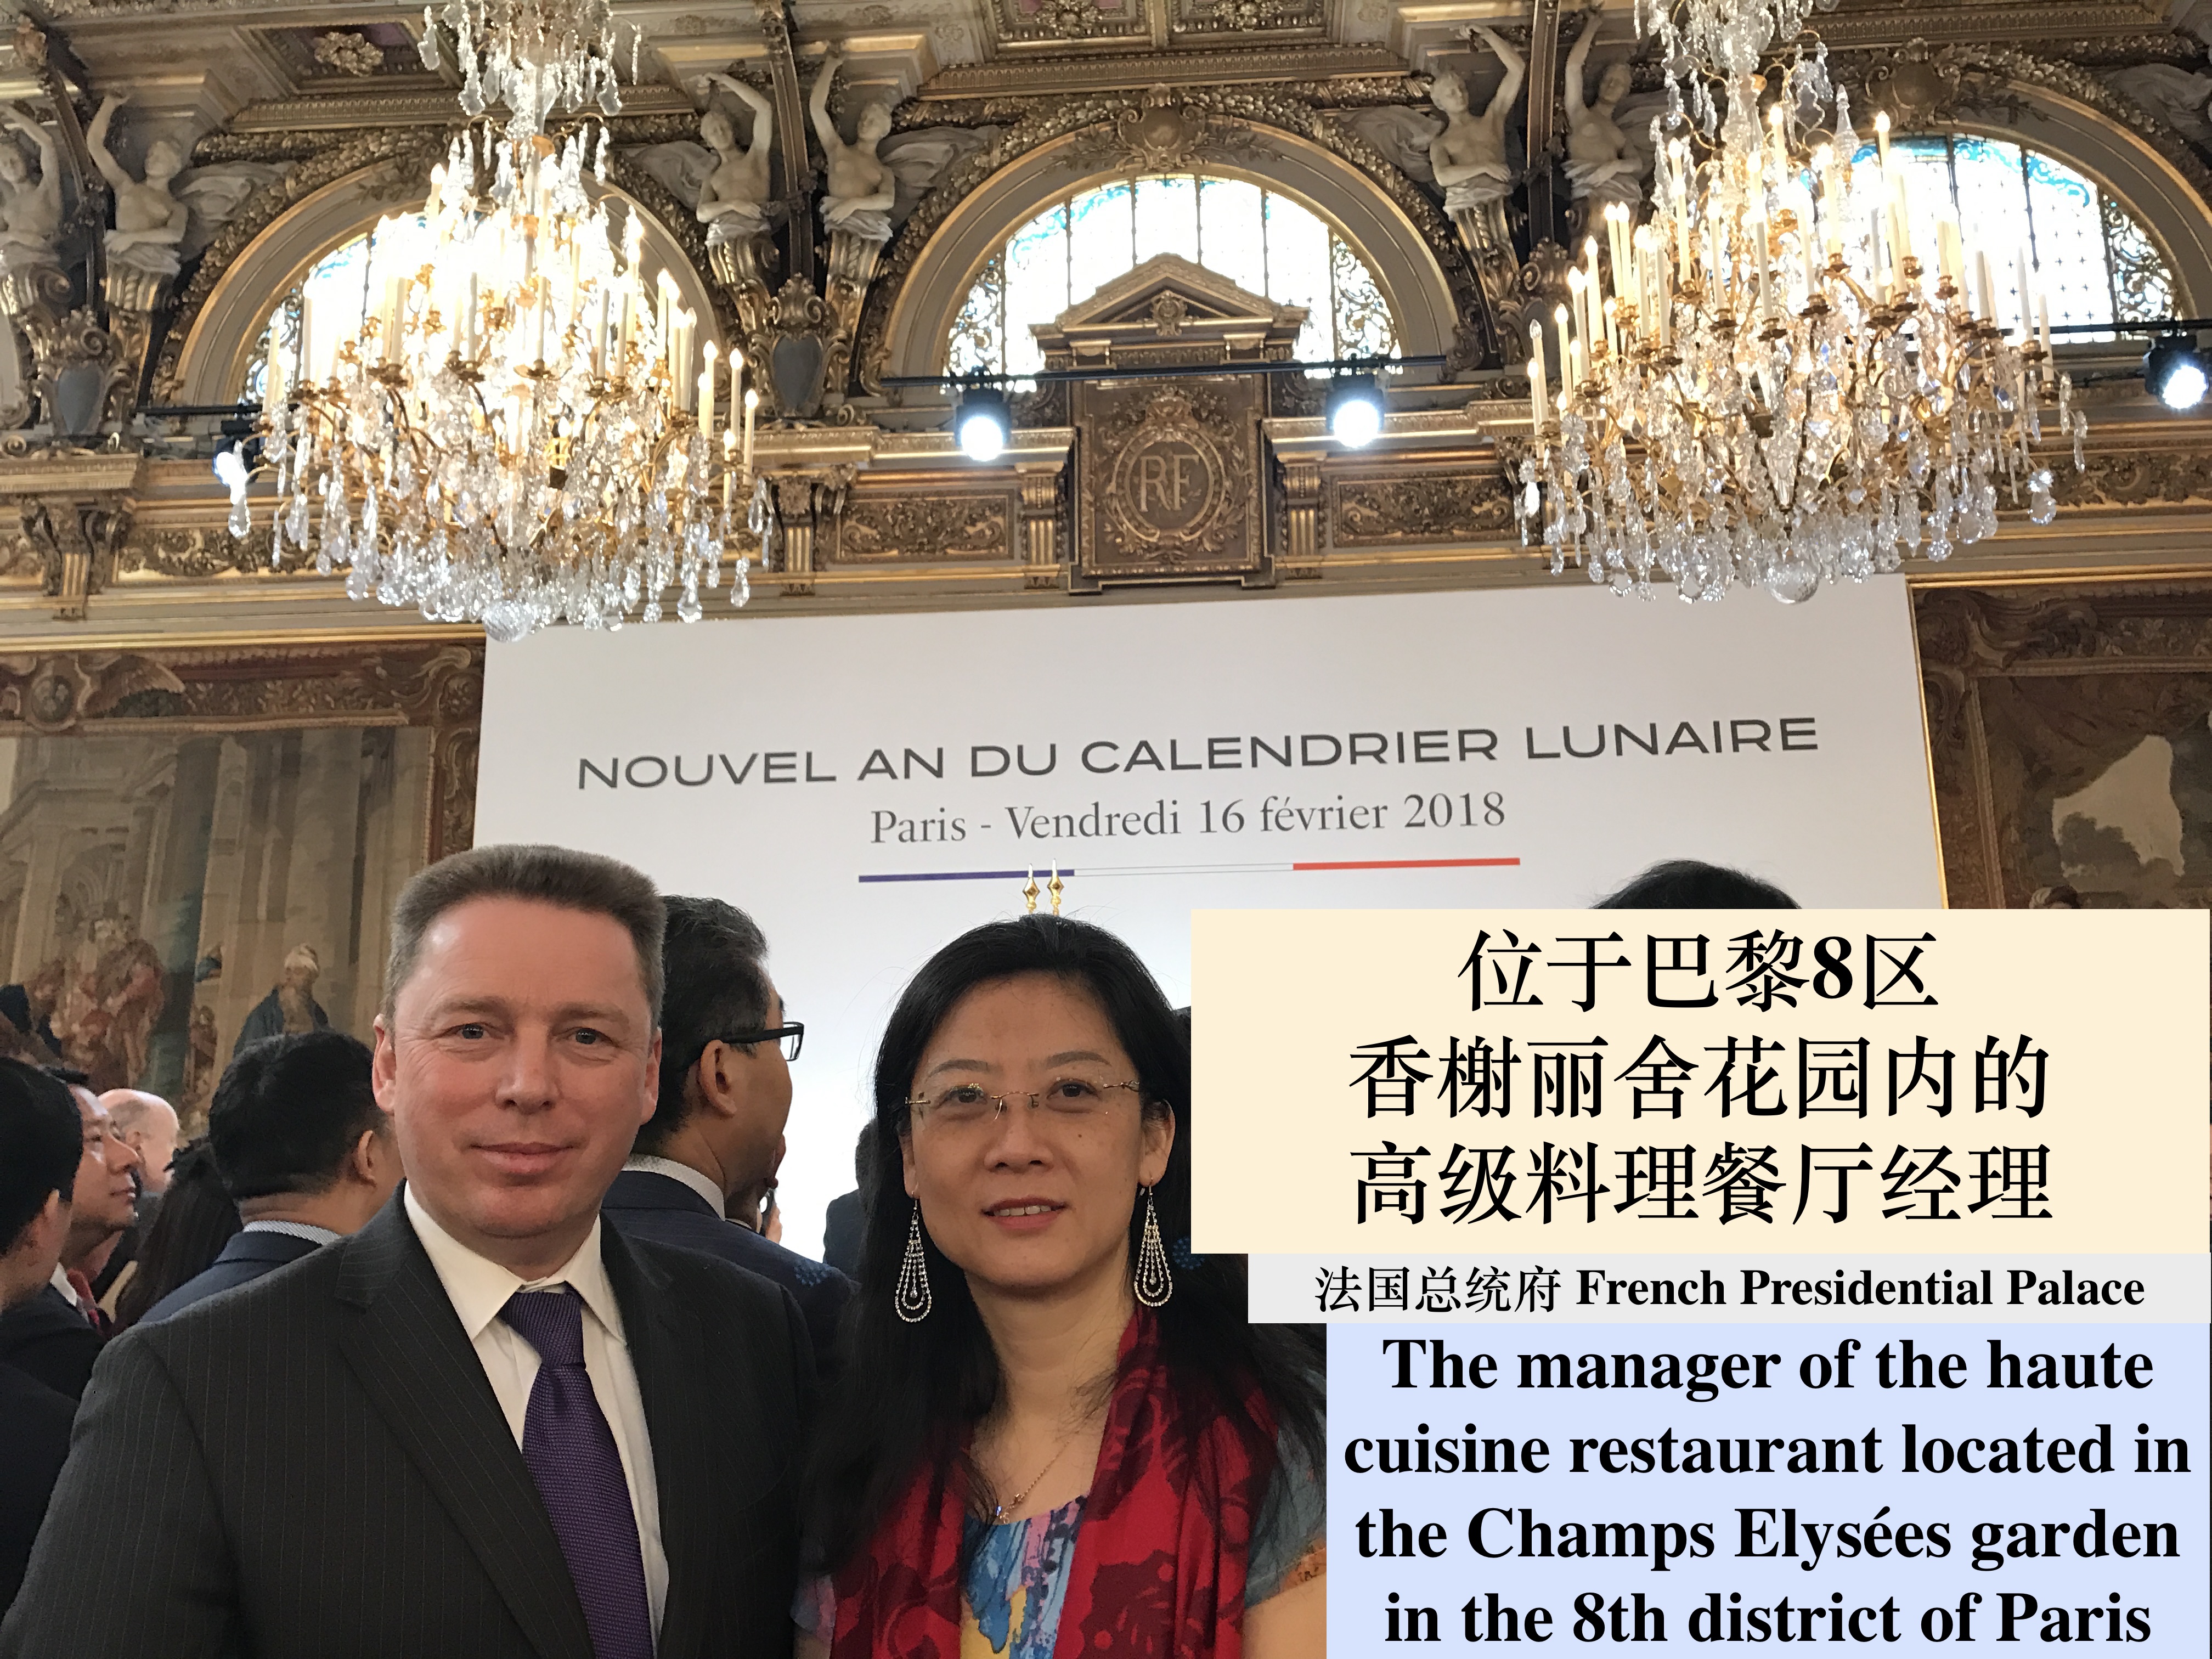 RF
NOUVEL AN DU CALENDRIER LUNAIRE
Paris - Vendredi 16 février 2018
位于巴黎8区
香榭丽舍花园内的
高级料理餐厅经理
法国总统府 French Presidential Palace
The manager of the haute
cuisine restaurant located in
the Champs Elysées garden
in the 8th district of Paris